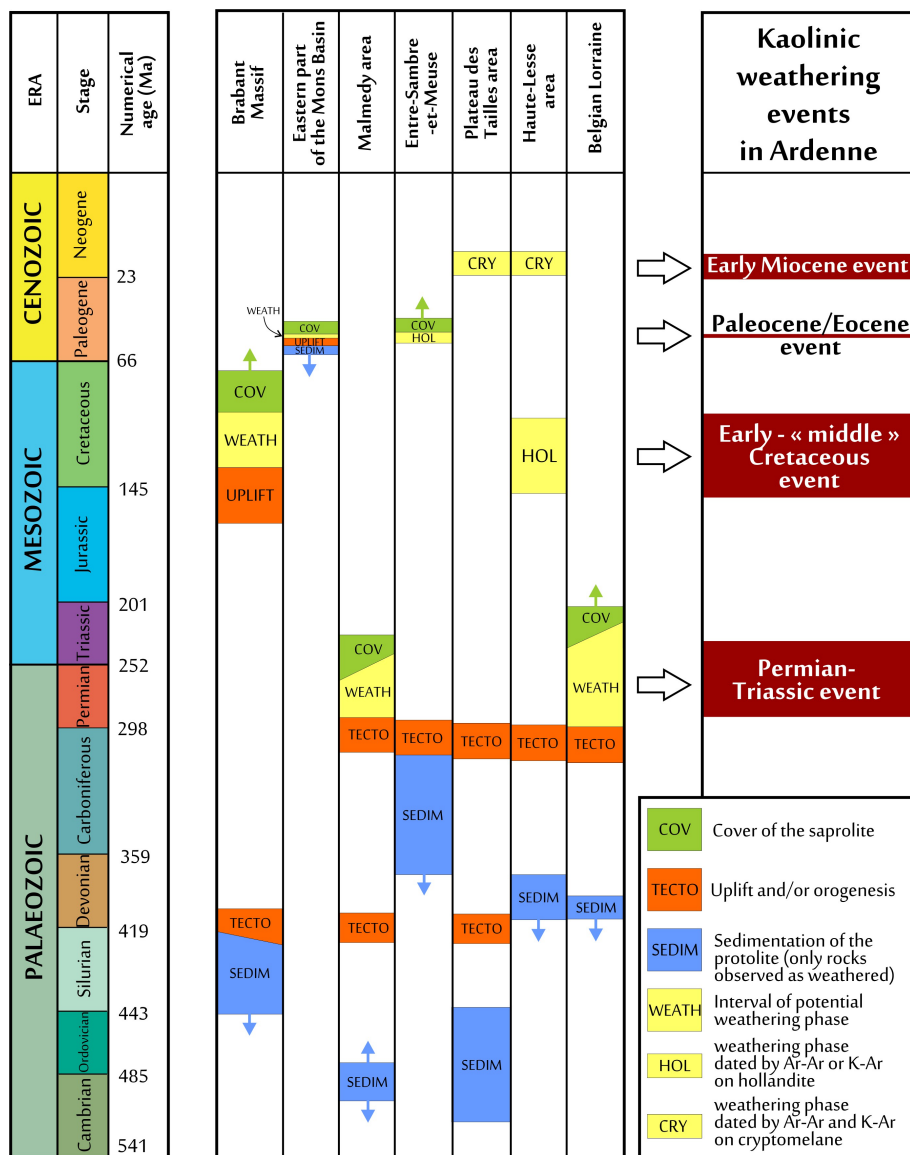 ERA
Stage
Numerical
age (Ma)
Brabant
Massif
Eastern part
of the Mons Basin
Malmedy area
Entre-Sambre
-et-Meuse
Plateau des
Tailles area
Haute-Lesse
area
Belgian Lorraine
Kaolinic
weathering
events
in Ardenne
CENOZOIC
Neogene
23
Paleogene
66
MESOZOIC
Cretaceous
145
Jurassic
201
Triassic
252
PALAEOZOIC
Permian
298
Carboniferous
359
Devonian
419
Silurian
443
Ordovician
485
Cambrian
541
COV
WEATH
UPLIFT
TECTO
SEDIM
WEATH
COV
UPLIFT
SEDIM
COV
WEATH
TECTO
TECTO
SEDIM
COV
HOL
TECTO
SEDIM
CRY
TECTO
TECTO
SEDIM
CRY
HOL
TECTO
SEDIM
COV
WEATH
TECTO
SEDIM
Early Miocene event
Paleocene/Eocene
event
Early - « middle »
Cretaceous
event
Permian-
Triassic event
COV
Cover of the saprolite
TECTO
Uplift and/or orogenesis
SEDIM
Sedimentation of the
protolite (only rocks
observed as weathered)
WEATH
Interval of potential
weathering phase
HOL
weathering phase
dated by Ar-Ar or K-Ar
on hollandite
CRY
weathering phase
dated by Ar-Ar and K-Ar
on cryptomelane